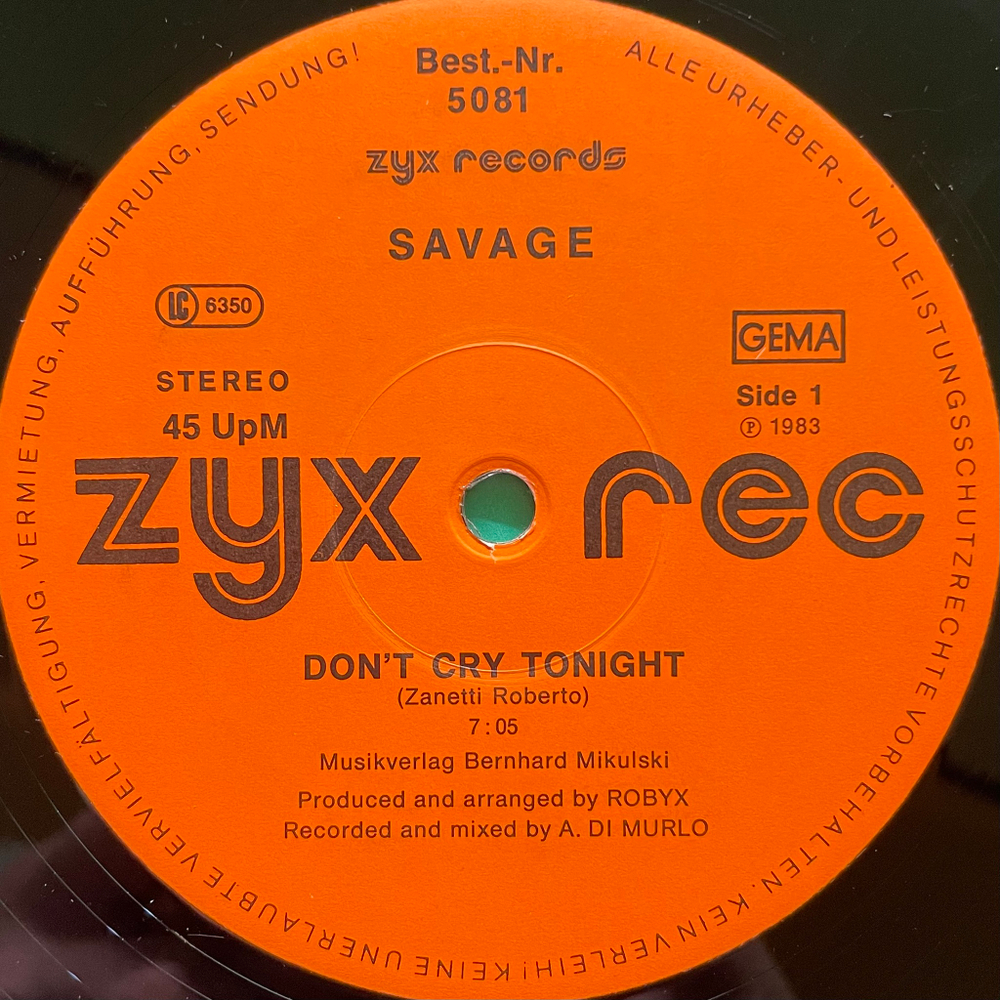 Best.-Nr.
5081
zyx records
SAVAGE
LC 6350
GEMA
STEREO
45 UpM
Side 1
Ⓟ 1983
zyx rec
DON'T CRY TONIGHT
(Zanetti Roberto)
7:05
Musikverlag Bernhard Mikulski
Produced and arranged by ROBYX
Recorded and mixed by A. DI MURLO
ALLE URHEBER- UND LEISTUNGSSCHUTZRECHTE VORBEHALTEN. KEIN VERLEIH! KEINE UNERLAUBTE VERVIELFÄLTIGUNG, VERMIETUNG, AUFFÜHRUNG, SENDUNG!